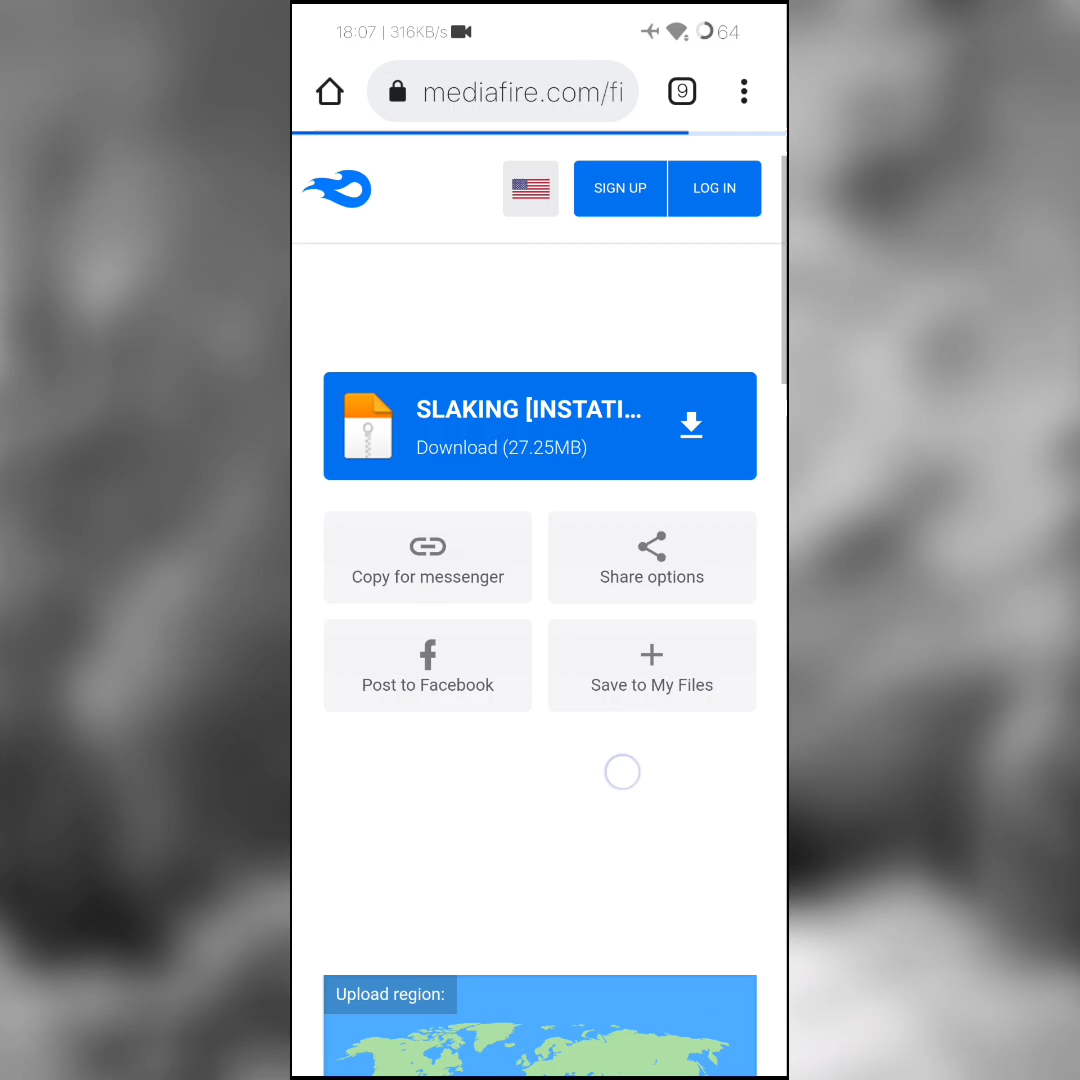 18:07 | 316KB/s 64
mediafire.com/fi 9
SIGN UP LOG IN
SLAKING [INSTATI...
Download (27.25MB)
Copy for messenger Share options
Post to Facebook Save to My Files
Upload region: